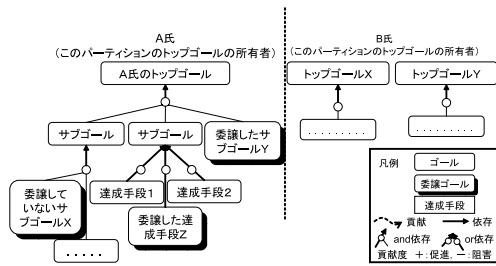 A氏
(このパーティションのトップゴールの所有者)
A氏のトップゴール
サブゴール
サブゴール
委譲したサ
ブゴールY
委譲して
いないサブ
ゴールX
達成手段1
達成手段2
委譲した達
成手段Z
.....
B氏
(このパーティションのトップゴールの所有者)
トップゴールX
トップゴールY
.........
.........
凡例
ゴール
委譲ゴール
達成手段
貢献
依存
and依存
or依存
貢献度 +:促進, -:阻害